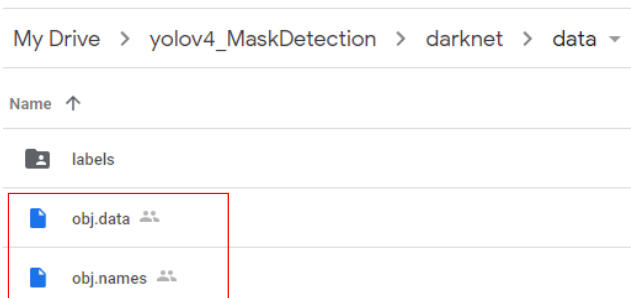 My Drive > yolov4_MaskDetection > darknet > data
Name ↑
labels
obj.data
obj.names